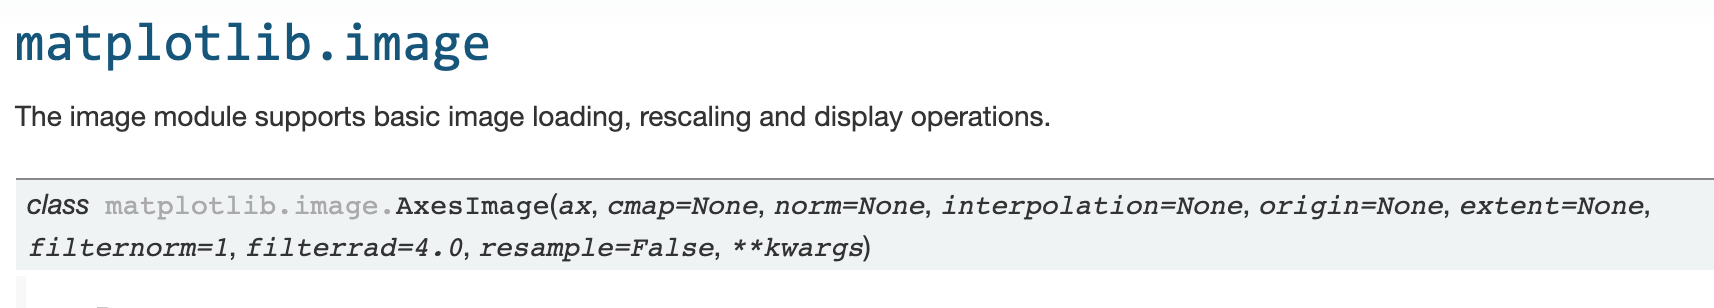 matplotlib.image
The image module supports basic image loading, rescaling and display operations.
class matplotlib.image.AxesImage(ax, cmap=None, norm=None, interpolation=None, origin=None, extent=None,
filternorm=1, filterrad=4.0, resample=False, **kwargs)